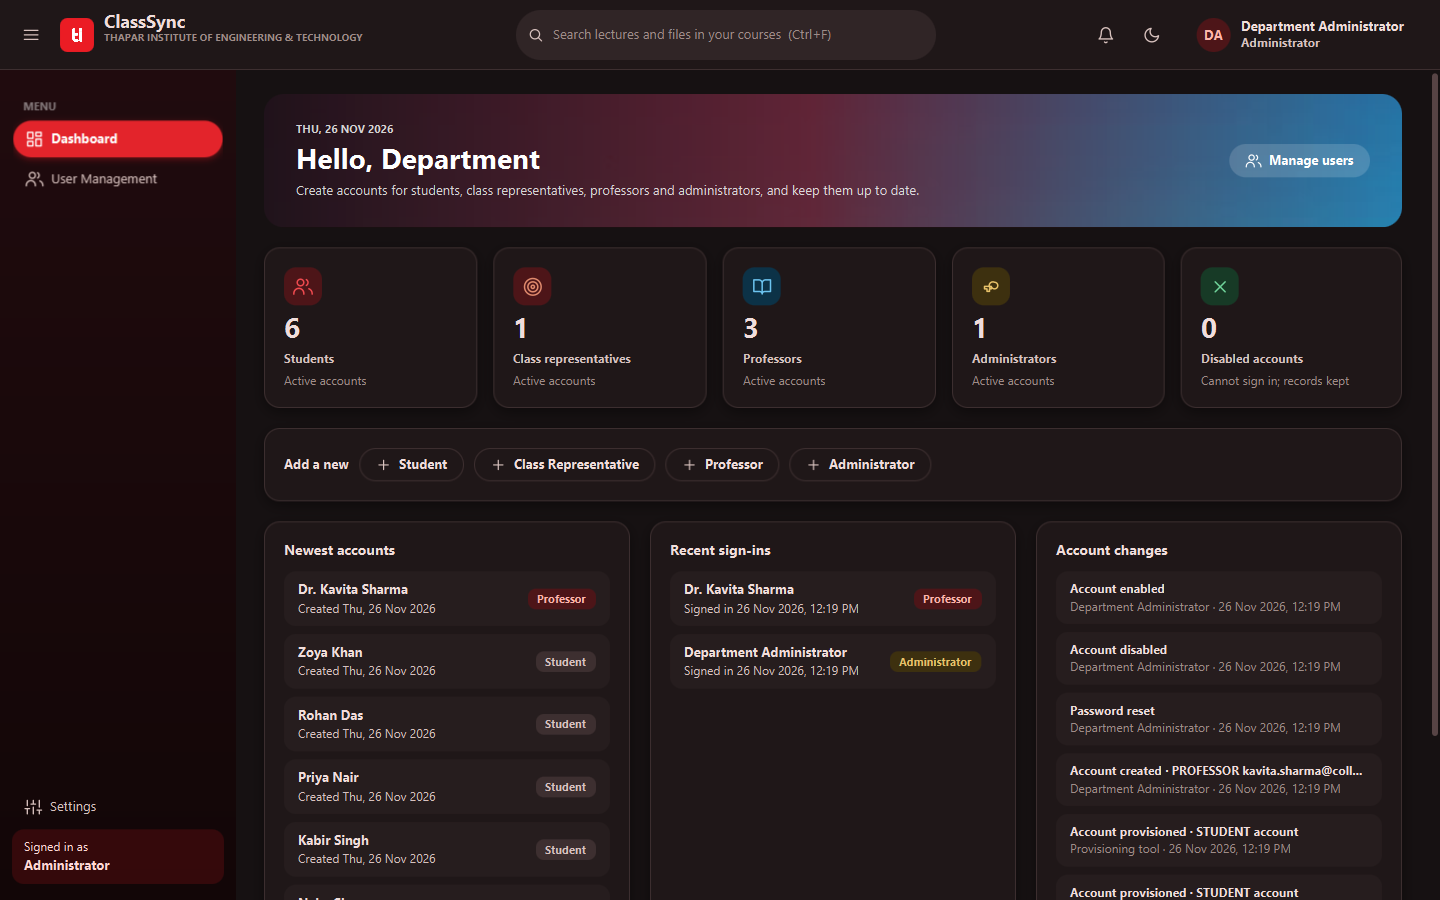 ClassSync
THAPAR INSTITUTE OF ENGINEERING & TECHNOLOGY
Search lectures and files in your courses (Ctrl+F)
DA
Department Administrator
Administrator
MENU
Dashboard
User Management
Settings
Signed in as
Administrator
THU, 26 NOV 2026
Hello, Department
Create accounts for students, class representatives, professors and administrators, and keep them up to date.
Manage users
6
Students
Active accounts
1
Class representatives
Active accounts
3
Professors
Active accounts
1
Administrators
Active accounts
0
Disabled accounts
Cannot sign in; records kept
Add a new
Student
Class Representative
Professor
Administrator
Newest accounts
Dr. Kavita Sharma
Created Thu, 26 Nov 2026
Professor
Zoya Khan
Created Thu, 26 Nov 2026
Student
Rohan Das
Created Thu, 26 Nov 2026
Student
Priya Nair
Created Thu, 26 Nov 2026
Student
Kabir Singh
Created Thu, 26 Nov 2026
Student
Recent sign-ins
Dr. Kavita Sharma
Signed in 26 Nov 2026, 12:19 PM
Professor
Department Administrator
Signed in 26 Nov 2026, 12:19 PM
Administrator
Account changes
Account enabled
Department Administrator · 26 Nov 2026, 12:19 PM
Account disabled
Department Administrator · 26 Nov 2026, 12:19 PM
Password reset
Department Administrator · 26 Nov 2026, 12:19 PM
Account created · PROFESSOR kavita.sharma@coll...
Department Administrator · 26 Nov 2026, 12:19 PM
Account provisioned · STUDENT account
Provisioning tool · 26 Nov 2026, 12:19 PM
Account provisioned · STUDENT account